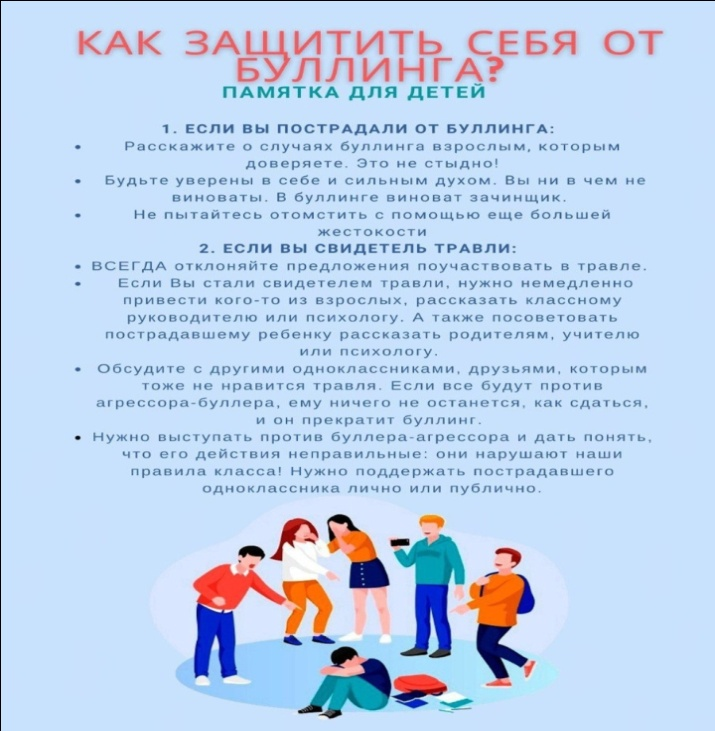 КАК ЗАЩИТИТЬ СЕБЯ ОТ
БУЛЛИНГА?
ПАМЯТКА ДЛЯ ДЕТЕЙ
1. ЕСЛИ ВЫ ПОСТРАДАЛИ ОТ БУЛЛИНГА:
• Расскажите о случаях буллинга взрослым, которым
доверяете. Это не стыдно!
• Будьте уверены в себе и сильным духом. Вы ни в чем не
виноваты. В буллинге виноват зачинщик.
• Не пытайтесь отомстить с помощью еще большей
жестокости
2. ЕСЛИ ВЫ СВИДЕТЕЛЬ ТРАВЛИ:
• ВСЕГДА отклоняйте предложения поучаствовать в травле.
• Если Вы стали свидетелем травли, нужно немедленно
привести кого-то из взрослых, рассказать классному
руководителю или психологу. А также посоветовать
пострадавшему ребенку рассказать родителям, учителю
или психологу.
• Обсудите с другими одноклассниками, друзьями, которым
тоже не нравится травля. Если все будут против
агрессора-буллера, ему ничего не останется, как сдаться,
и он прекратит буллинг.
• Нужно выступать против буллера-агрессора и дать понять,
что его действия неправильные: они нарушают наши
правила класса! Нужно поддержать пострадавшего
одноклассника лично или публично.